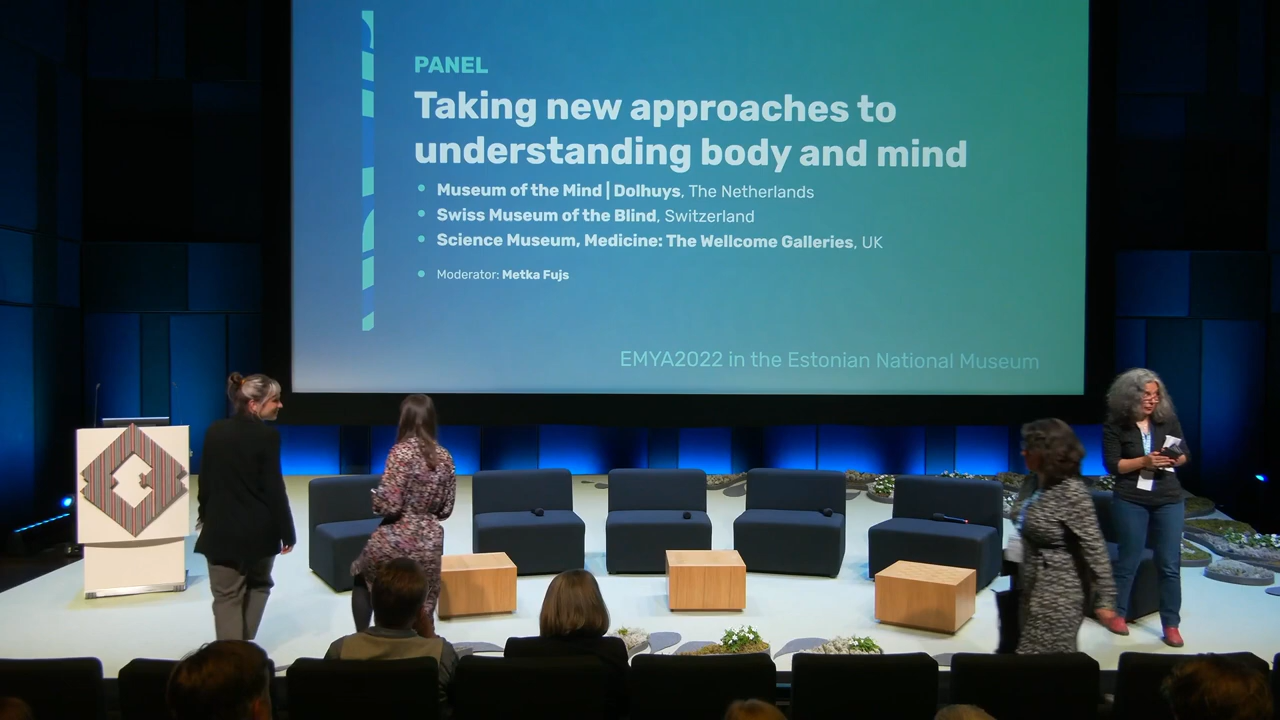 PANEL
Taking new approaches to
understanding body and mind
Museum of the Mind | Dolhuys, The Netherlands
Swiss Museum of the Blind, Switzerland
Science Museum, Medicine: The Wellcome Galleries, UK
Moderator: Metka Fujs
EMYA2022 in the Estonian National Museum